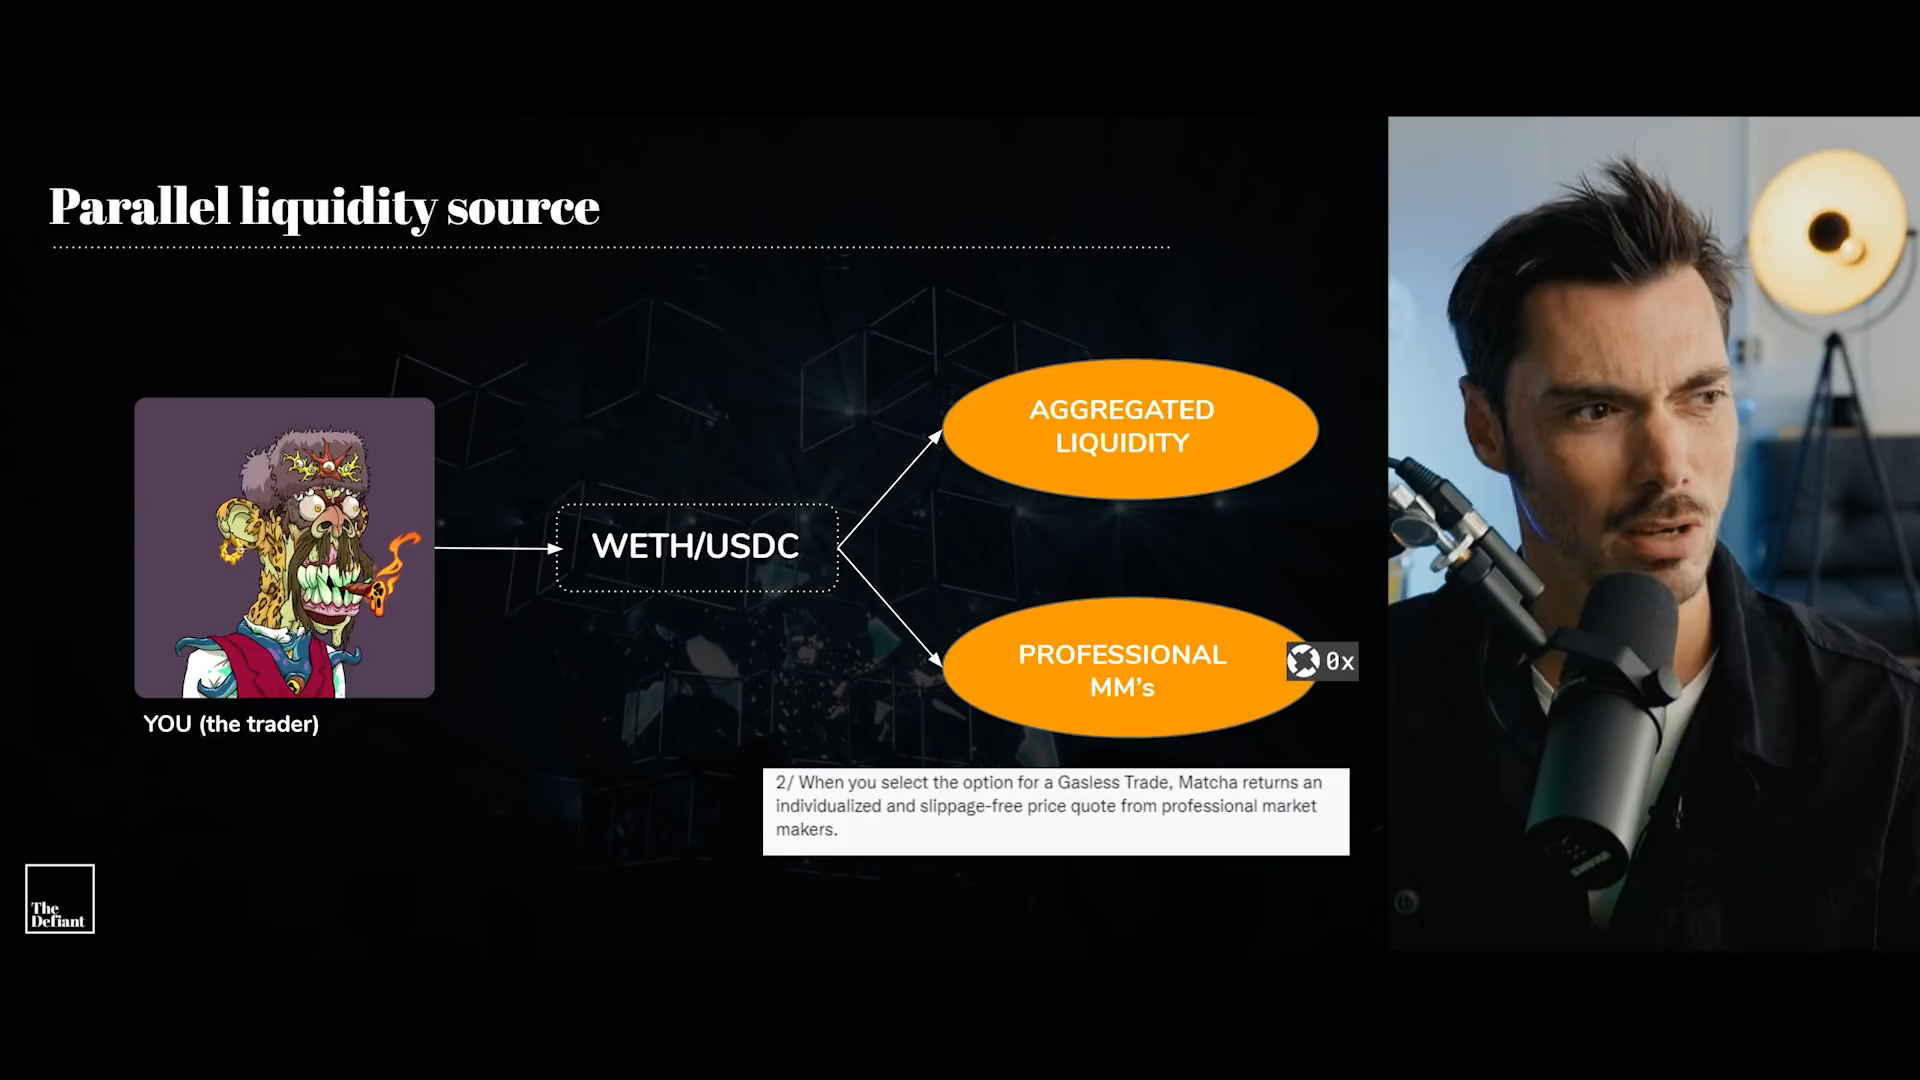 Parallel liquidity source
AGGREGATED
LIQUIDITY
WETH/USDC
PROFESSIONAL
MM’s
0x
YOU (the trader)
2/ When you select the option for a Gasless Trade, Matcha returns an
individualized and slippage-free price quote from professional market
makers.
The
Defiant
SHURE